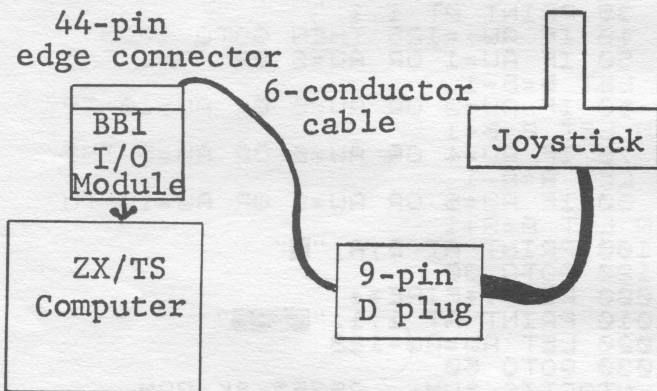 44-pin
edge connector
6-conductor
cable
BB1
I/O
Module
Joystick
ZX/TS
Computer
9-pin
D plug